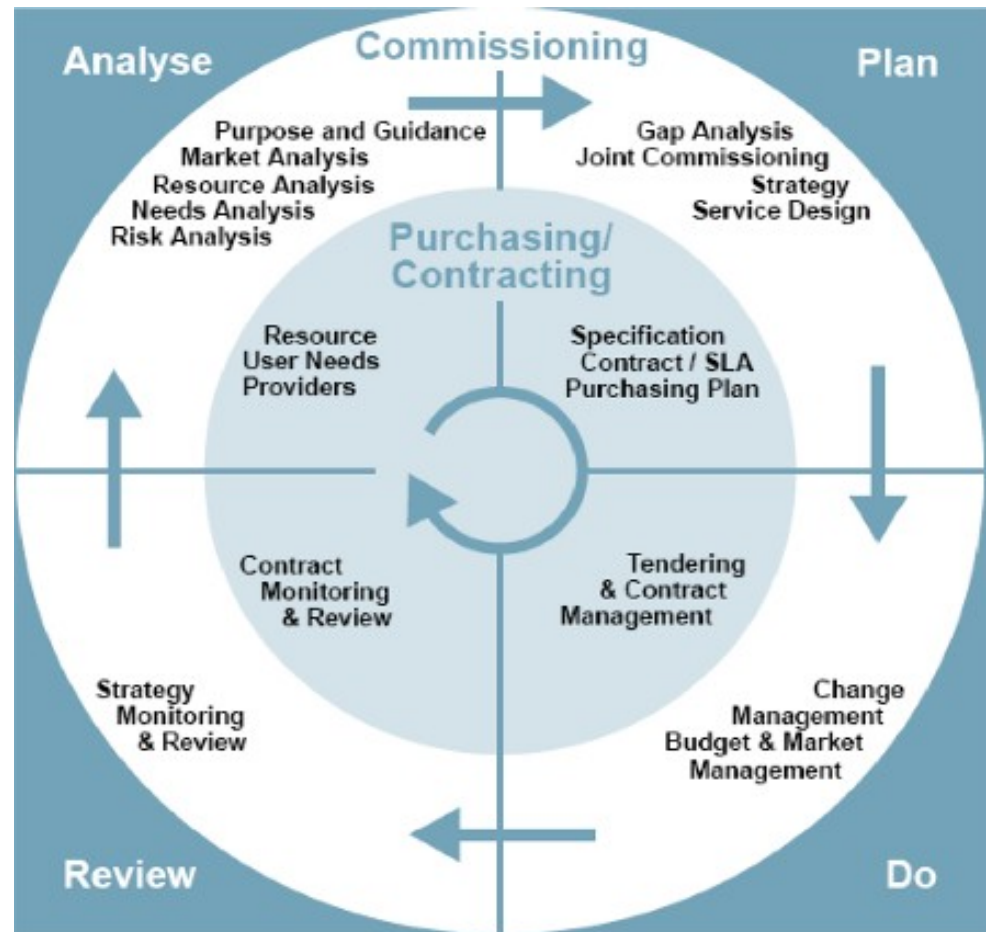 Analyse
Commissioning
Plan
Purpose and Guidance
Market Analysis
Resource Analysis
Needs Analysis
Risk Analysis
Gap Analysis
Joint Commissioning
Strategy
Service Design
Purchasing/
Contracting
Resource
User Needs
Providers
Specification
Contract / SLA
Purchasing Plan
Contract
Monitoring
& Review
Tendering
& Contract
Management
Strategy
Monitoring
& Review
Change
Management
Budget & Market
Management
Review
Do